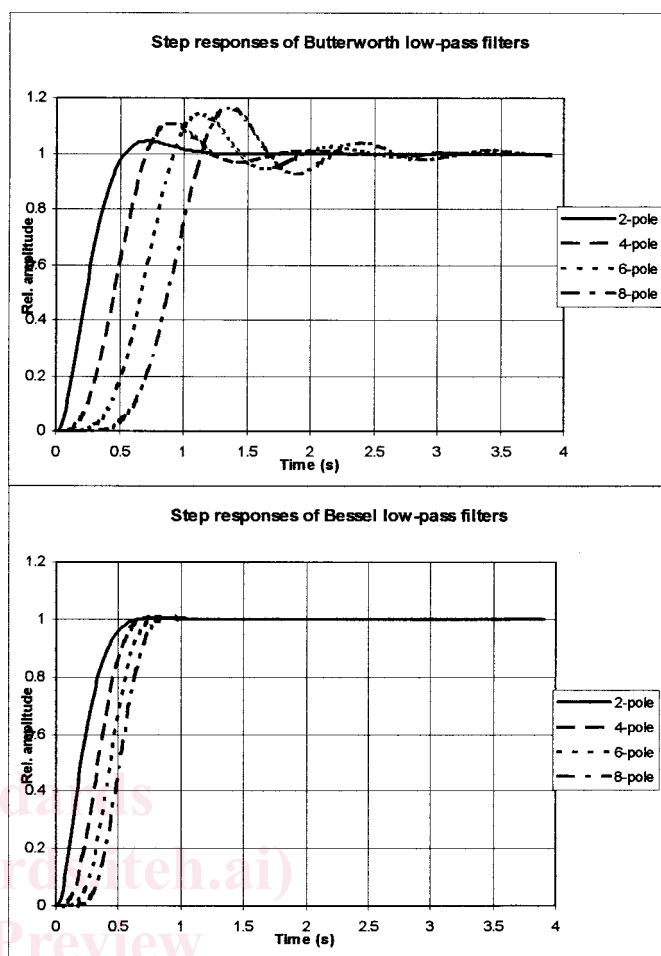 Step responses of Butterworth low-pass filters
1.2
1
0.8
0.6
0.4
0.2
0
Rel. amplitude
0 0.5 1 1.5 2 2.5 3 3.5 4
Time (s)
2-pole
4-pole
6-pole
8-pole
Step responses of Bessel low-pass filters
1.2
1
0.8
0.6
0.4
0.2
0
Rel. amplitude
0 0.5 1 1.5 2 2.5 3 3.5 4
Time (s)
2-pole
4-pole
6-pole
8-pole
dards
rds.iteh.ai)
Preview